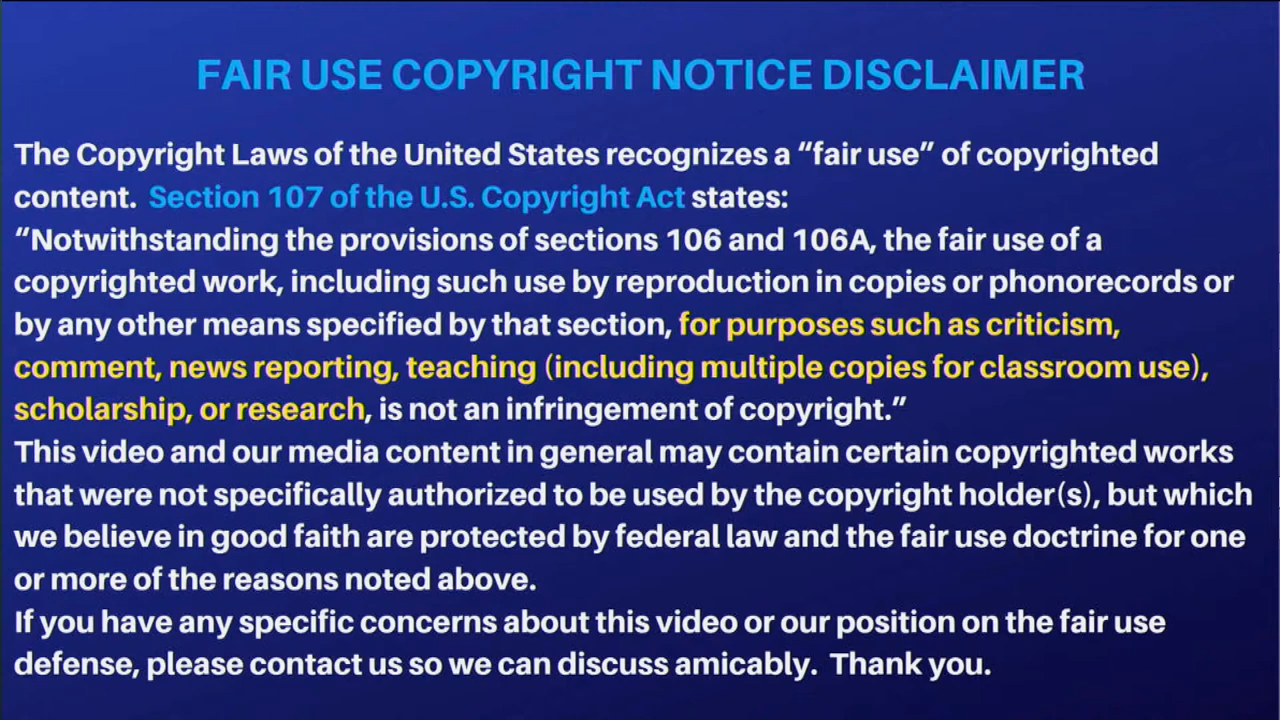 FAIR USE COPYRIGHT NOTICE DISCLAIMER
The Copyright Laws of the United States recognizes a “fair use” of copyrighted
content.  Section 107 of the U.S. Copyright Act states:
“Notwithstanding the provisions of sections 106 and 106A, the fair use of a
copyrighted work, including such use by reproduction in copies or phonorecords or
by any other means specified by that section, for purposes such as criticism,
comment, news reporting, teaching (including multiple copies for classroom use),
scholarship, or research, is not an infringement of copyright.”
This video and our media content in general may contain certain copyrighted works
that were not specifically authorized to be used by the copyright holder(s), but which
we believe in good faith are protected by federal law and the fair use doctrine for one
or more of the reasons noted above.
If you have any specific concerns about this video or our position on the fair use
defense, please contact us so we can discuss amicably.  Thank you.